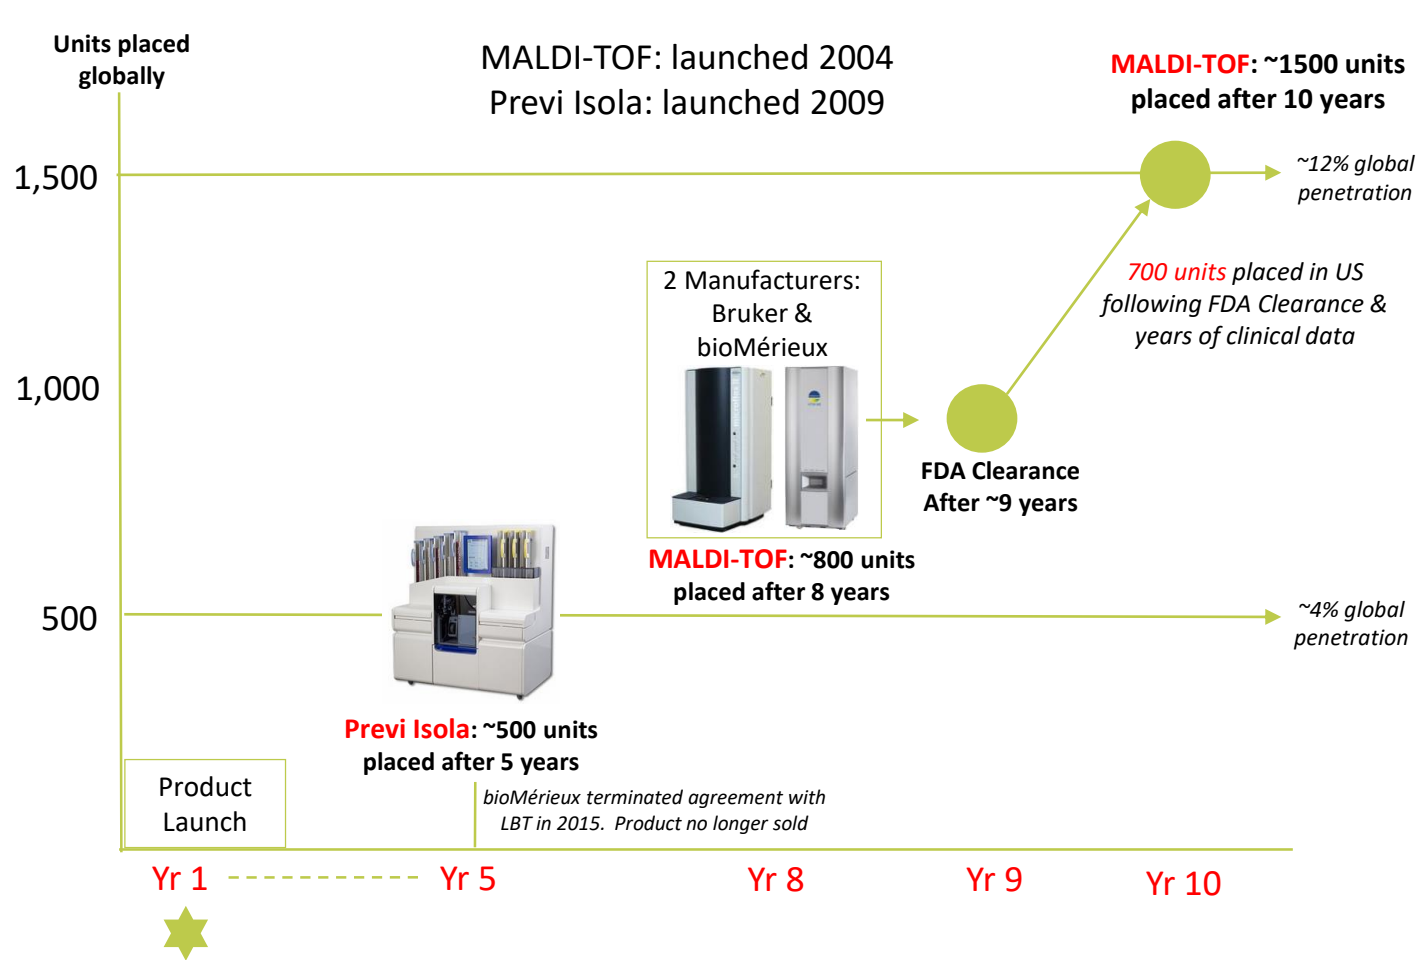 Units placed
globally
MALDI-TOF: launched 2004
Previ Isola: launched 2009
MALDI-TOF: ~1500 units
placed after 10 years
1,500
~12% global
penetration
2 Manufacturers:
Bruker &
bioMérieux
700 units placed in US
following FDA Clearance &
years of clinical data
1,000
FDA Clearance
After ~9 years
MALDI-TOF: ~800 units
placed after 8 years
500
~4% global
penetration
Previ Isola: ~500 units
placed after 5 years
Product
Launch
bioMérieux terminated agreement with
LBT in 2015.  Product no longer sold
Yr 1
Yr 5
Yr 8
Yr 9
Yr 10